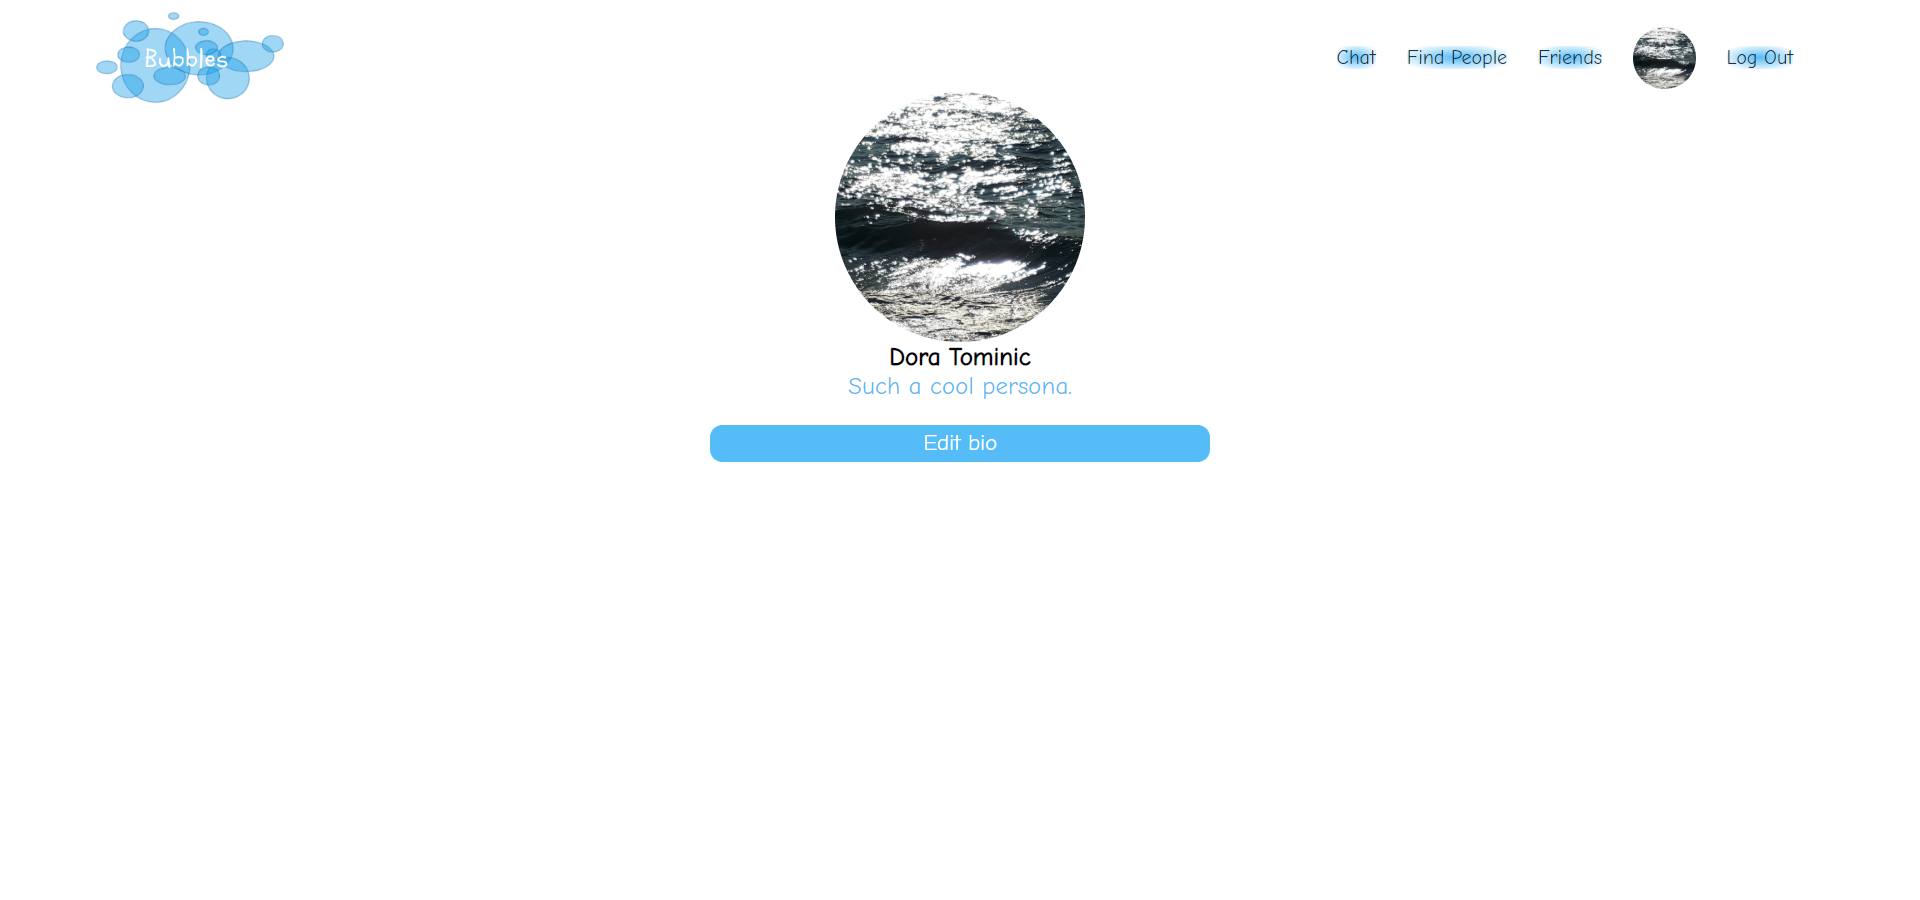 Bubbles
Chat Find People Friends Log Out
Dora Tominic
Such a cool persona.
Edit bio